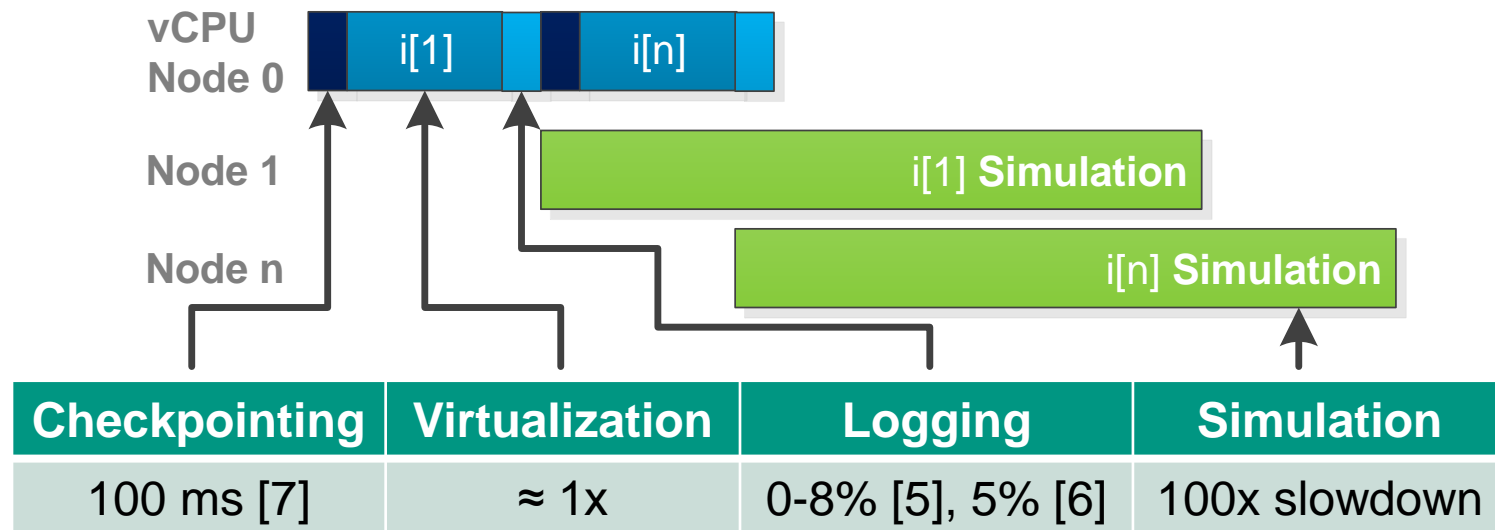 vCPU
Node 0
i[1]
i[n]
Node 1
i[1] Simulation
Node n
i[n] Simulation
Checkpointing Virtualization Logging Simulation
100 ms [7] ≈ 1x 0-8% [5], 5% [6] 100x slowdown